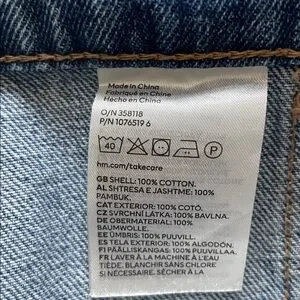 Made in China
Fabriqué en Chine
Hecho en China
O/N 358118
P/N 1076519 6
40 P
hm.com/takecare
GB SHELL: 100% COTTON.
AL SHTRESA E JASHTME: 100%
PAMBUK.
CAT EXTERIOR: 100% COTÓ.
CZ SVRCHNÍ LÁTKA: 100% BAVLNA.
DE OBERMATERIAL: 100%
BAUMWOLLE.
EE ÜMBRIS: 100% PUUVILL.
ES TELA EXTERIOR: 100% ALGODÓN.
FI PÄÄLLIKANGAS: 100% PUUVILLAA.
FR LAVER À LA MACHINE À L'EAU
TIÈDE; BLANCHIR SANS CHLORE
SI NÉCESSAIRE, SÉCHER À LA